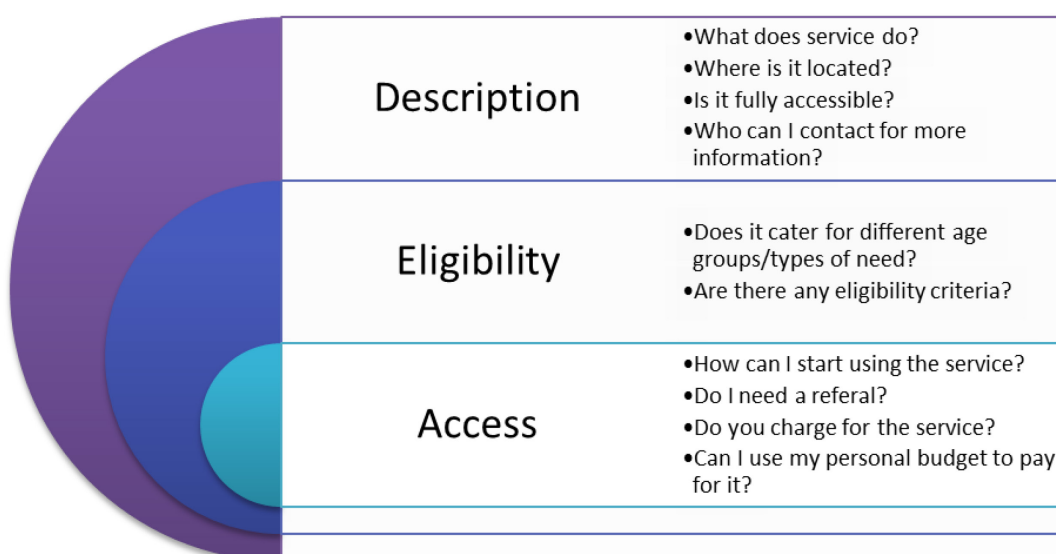 Description
•What does service do?
•Where is it located?
•Is it fully accessible?
•Who can I contact for more
information?
Eligibility
•Does it cater for different age
groups/types of need?
•Are there any eligibility criteria?
Access
•How can I start using the service?
•Do I need a referal?
•Do you charge for the service?
•Can I use my personal budget to pay
for it?